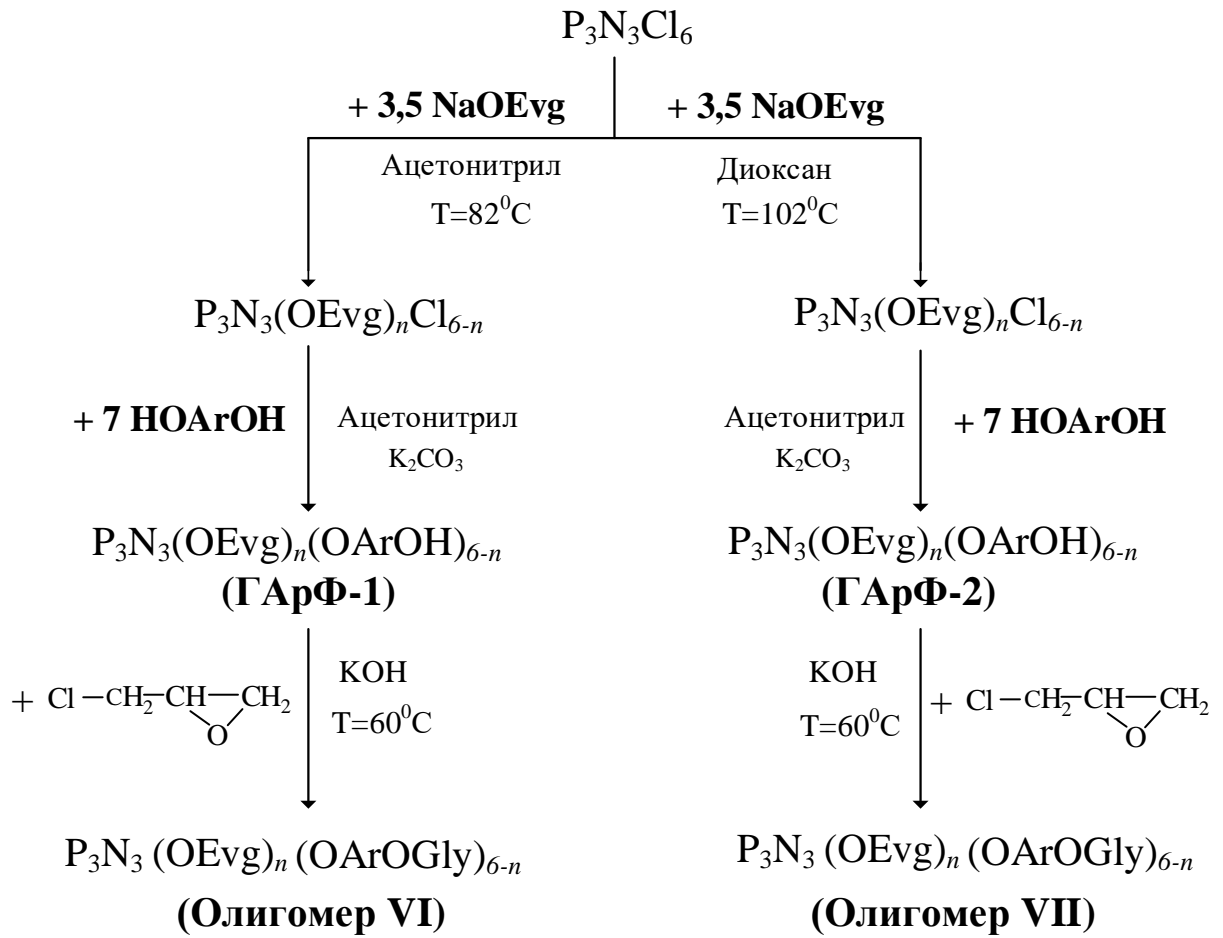 P₃N₃Cl₆
+ 3,5 NaOEvg + 3,5 NaOEvg
Ацетонитрил
T=82⁰C
Диоксан
T=102⁰C
P₃N₃(OEvg)ₙCl₆₋ₙ
P₃N₃(OEvg)ₙCl₆₋ₙ
+ 7 HOArOH
Ацетонитрил
K₂CO₃
Ацетонитрил
K₂CO₃
+ 7 HOArOH
P₃N₃(OEvg)ₙ(OArOH)₆₋ₙ
(ГАрФ-1)
P₃N₃(OEvg)ₙ(OArOH)₆₋ₙ
(ГАрФ-2)
+ Cl—CH₂—CH—CH₂
O
KOH
T=60⁰C
KOH
T=60⁰C
+ Cl—CH₂—CH—CH₂
O
P₃N₃ (OEvg)ₙ (OArOGly)₆₋ₙ
(Олигомер VI)
P₃N₃ (OEvg)ₙ (OArOGly)₆₋ₙ
(Олигомер VII)